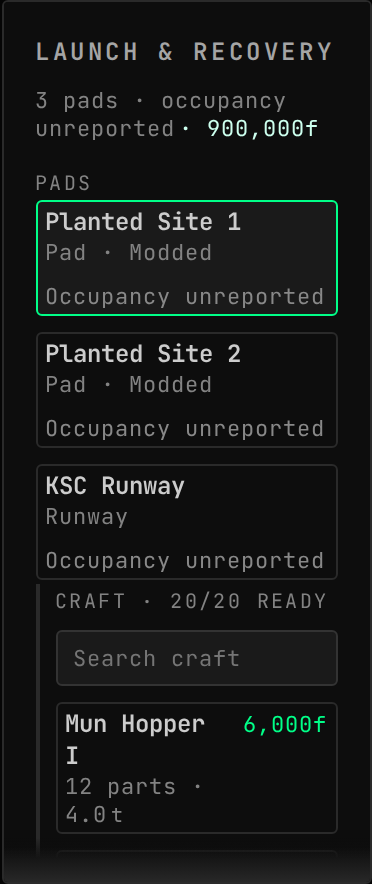 LAUNCH & RECOVERY
3 pads · occupancy
unreported · 900,000f
PADS
Planted Site 1
Pad · Modded
Occupancy unreported
Planted Site 2
Pad · Modded
Occupancy unreported
KSC Runway
Runway
Occupancy unreported
CRAFT · 20/20 READY
Search craft
Mun Hopper 6,000f
I
12 parts ·
4.0t